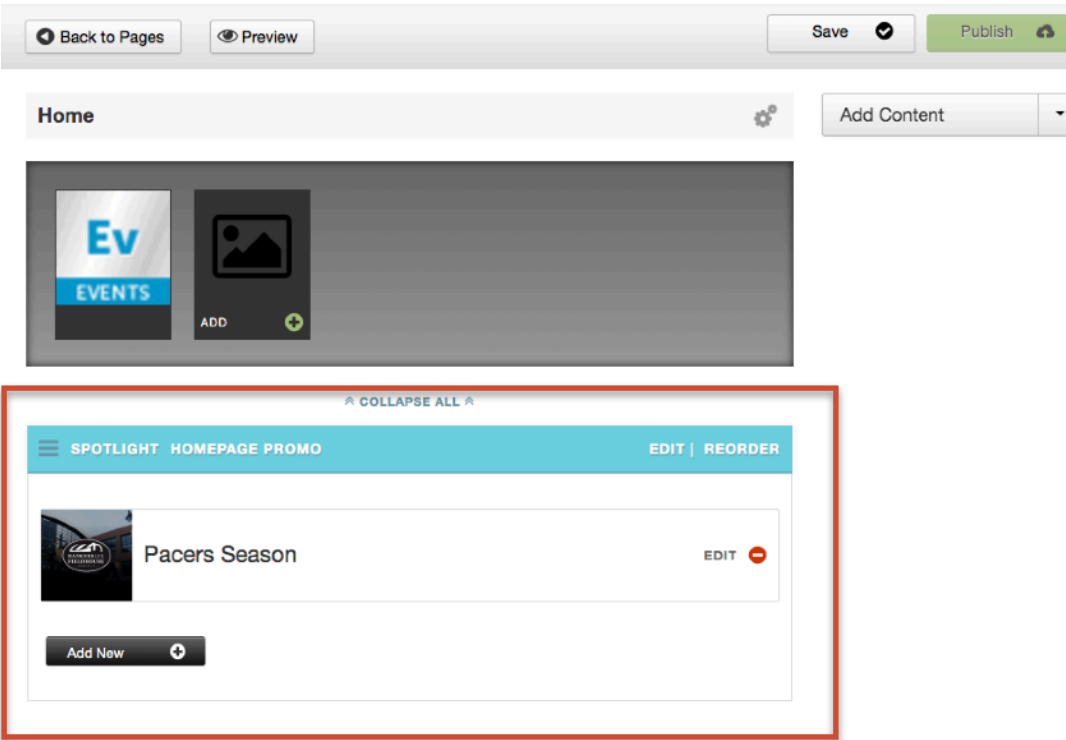 Back to Pages
Preview
Save
Publish
Home
Add Content
Ev
EVENTS
ADD
COLLAPSE ALL
SPOTLIGHT HOMEPAGE PROMO
EDIT | REORDER
Pacers Season
EDIT
Add New